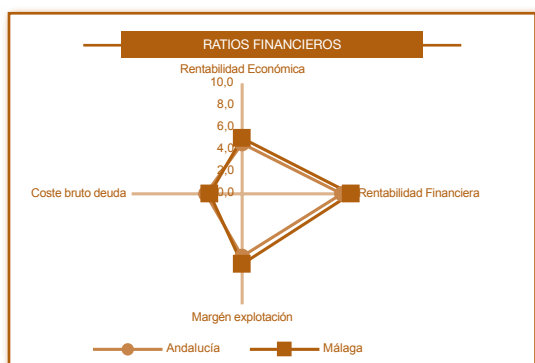 RATIOS FINANCIEROS
Rentabilidad Económica
10,0
8,0
6,0
4,0
2,0
0,0
Coste bruto deuda
Rentabilidad Financiera
Margén explotación
Andalucía
Málaga